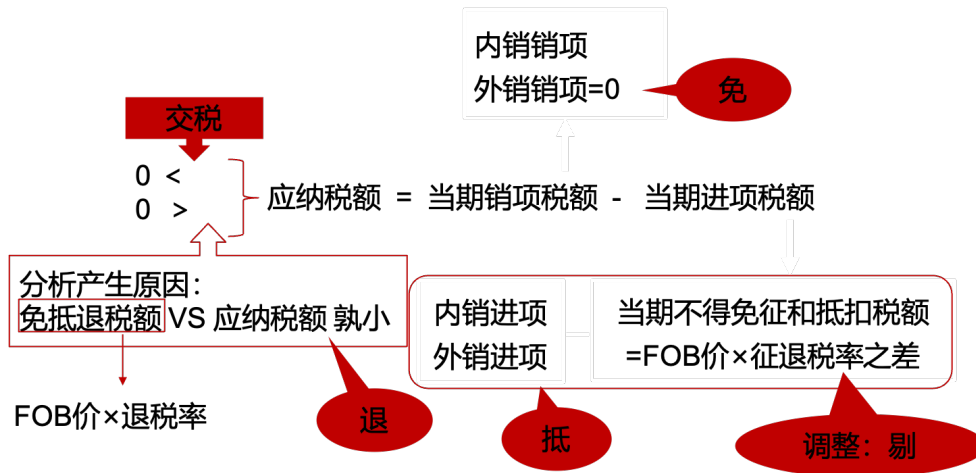 内销销项
外销销项=0
免
交税
0 <
0 >
应纳税额 = 当期销项税额 - 当期进项税额
分析产生原因：
免抵退税额 VS 应纳税额 孰小
内销进项
外销进项
当期不得免征和抵扣税额
=FOB价×征退税率之差
FOB价×退税率
退
抵
调整：剔